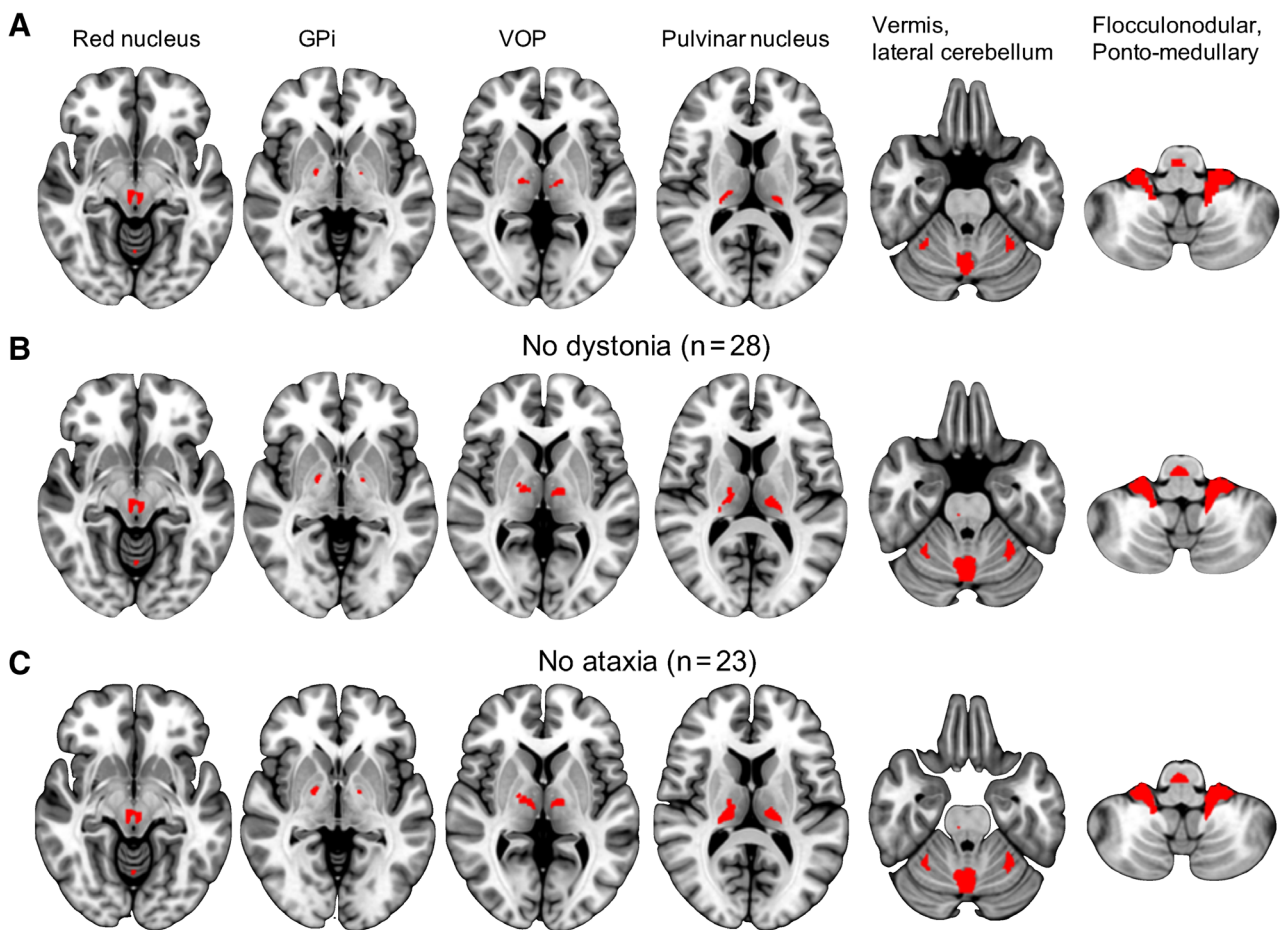 A
Red nucleus
GPi
VOP
Pulvinar nucleus
Vermis,
lateral cerebellum
Flocculonodular,
Ponto-medullary
B
No dystonia (n = 28)
C
No ataxia (n = 23)